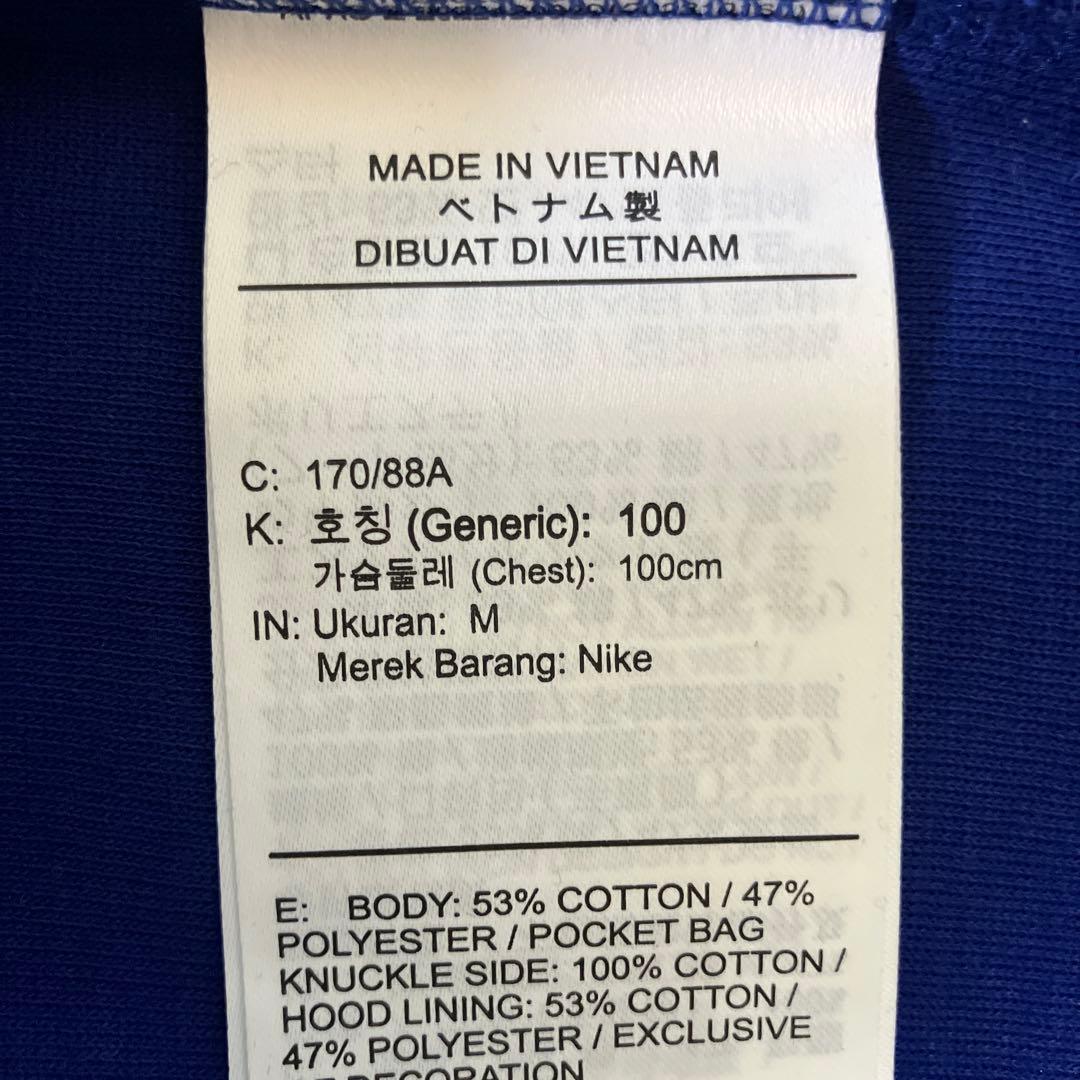 MADE IN VIETNAM
ベトナム製
DIBUAT DI VIETNAM
C: 170/88A
K: 호칭 (Generic): 100
가슴둘레 (Chest): 100cm
IN: Ukuran: M
Merek Barang: Nike
E: BODY: 53% COTTON / 47%
POLYESTER / POCKET BAG
KNUCKLE SIDE: 100% COTTON /
HOOD LINING: 53% COTTON /
47% POLYESTER / EXCLUSIVE
DECORATION